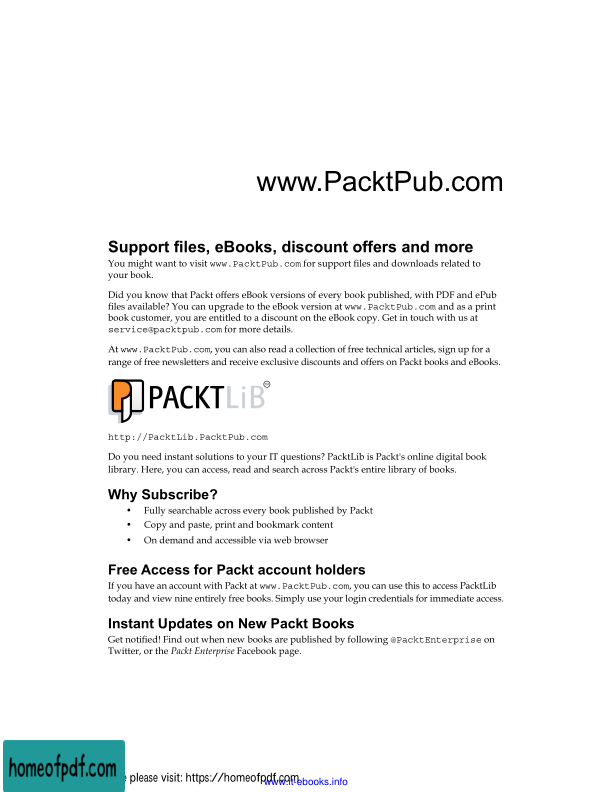 www.PacktPub.com
Support files, eBooks, discount offers and more
You might want to visit www.PacktPub.com for support files and downloads related to
your book.
Did you know that Packt offers eBook versions of every book published, with PDF and ePub
files available? You can upgrade to the eBook version at www.PacktPub.com and as a print
book customer, you are entitled to a discount on the eBook copy. Get in touch with us at
service@packtpub.com for more details.
At www.PacktPub.com, you can also read a collection of free technical articles, sign up for a
range of free newsletters and receive exclusive discounts and offers on Packt books and eBooks.
PACKTLiB
http://PacktLib.PacktPub.com
Do you need instant solutions to your IT questions? PacktLib is Packt's online digital book
library. Here, you can access, read and search across Packt's entire library of books.
Why Subscribe?
• Fully searchable across every book published by Packt
• Copy and paste, print and bookmark content
• On demand and accessible via web browser
Free Access for Packt account holders
If you have an account with Packt at www.PacktPub.com, you can use this to access PacktLib
today and view nine entirely free books. Simply use your login credentials for immediate access.
Instant Updates on New Packt Books
Get notified! Find out when new books are published by following @PacktEnterprise on
Twitter, or the Packt Enterprise Facebook page.
homeofpdf.com
please visit: https://homeofpdf.com
www.it-ebooks.info